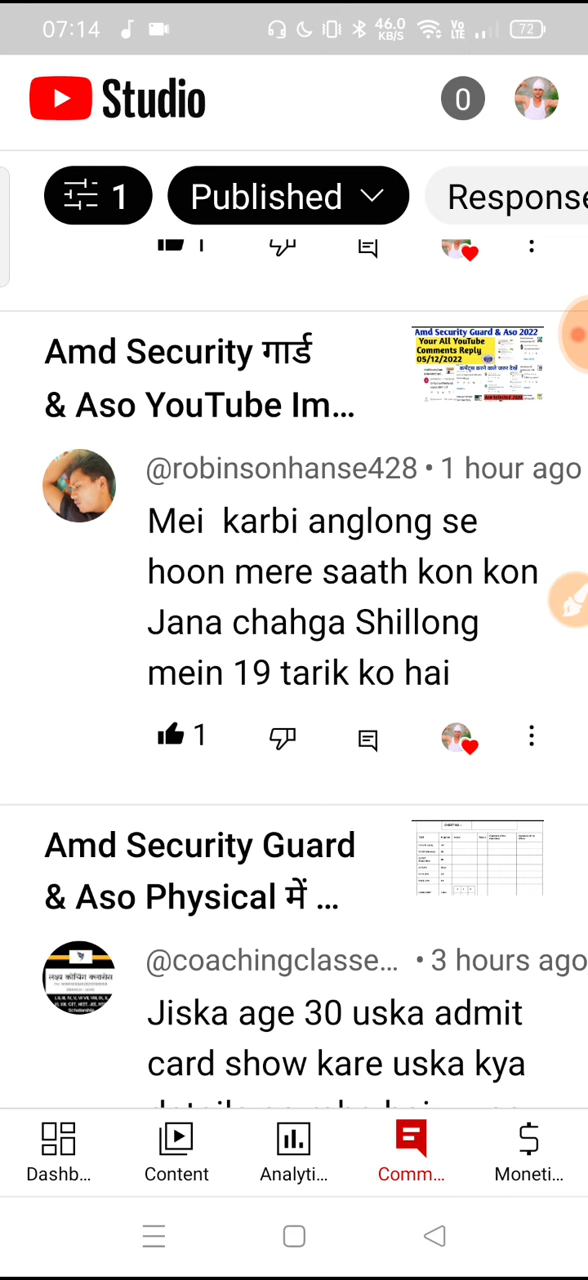 07:14 46.0 KB/S Vo LTE 72
Studio 0
1 Published Response
1
Amd Security गार्ड
& Aso YouTube Im...
Amd Security Guard & Aso 2022
Your All YouTube
Comments Reply
05/12/2022
@robinsonhanse428 • 1 hour ago
Mei karbi anglong se
hoon mere saath kon kon
Jana chahga Shillong
mein 19 tarik ko hai
1
Amd Security Guard
& Aso Physical में ...
@coachingclasse... • 3 hours ago
Jiska age 30 uska admit
card show kare uska kya
Dashb... Content Analyti... Comm... Moneti...